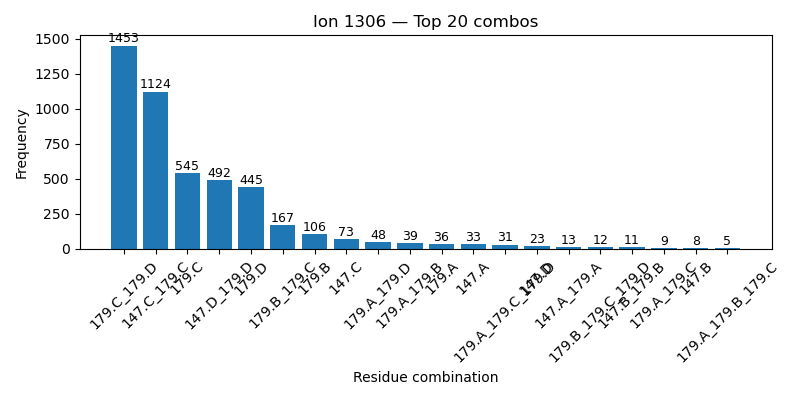 Ion 1306 — Top 20 combos
1500
1250
1000
750
500
250
0
Frequency
1453
1124
545
492
445
167
106
73
48
39
36
33
31
23
13
12
11
9
8
5
179.C_179.D
147.C_179.C
179.C
147.D_179.D
179.D
179.B_179.C
179.B
147.C
179.A_179.D
179.A_179.B
179.A
147.A
179.A_179.C_179.D
147.D
147.A_179.A
179.B_179.C_179.D
147.B_179.B
179.A_179.C
147.B
179.A_179.B_179.C
Residue combination